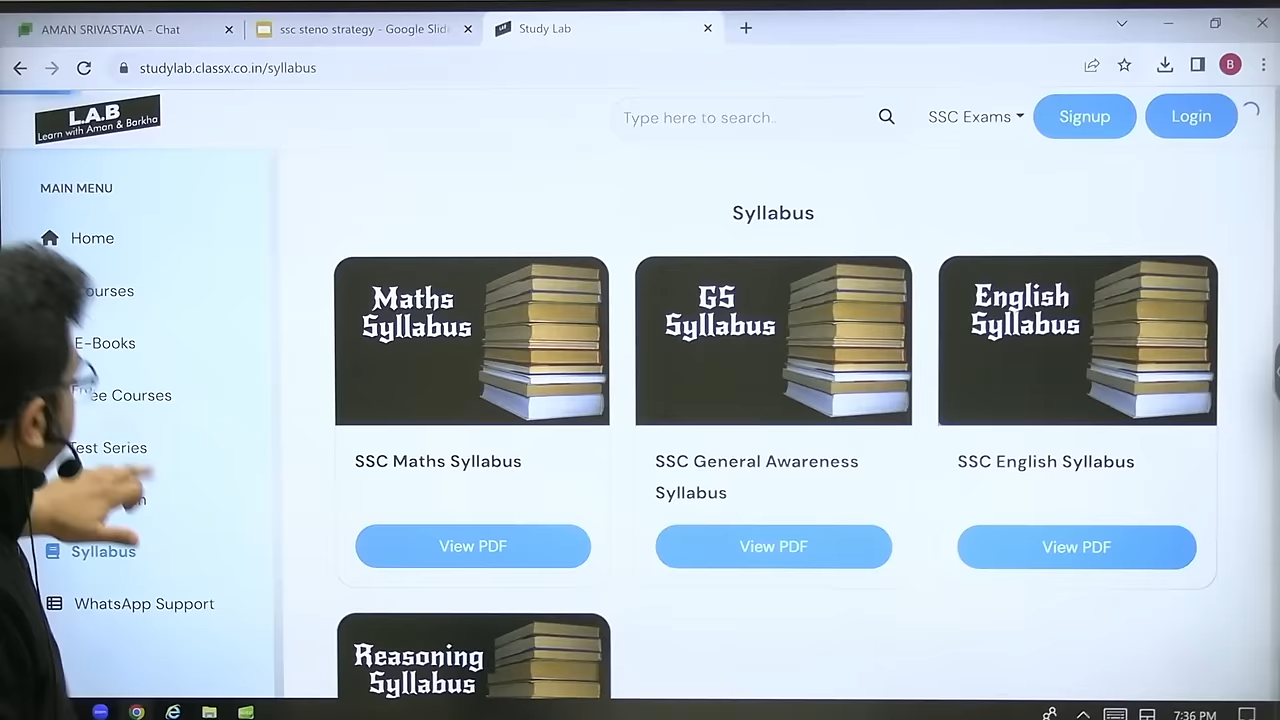 AMAN SRIVASTAVA - Chat
ssc steno strategy - Google Slid
Study Lab
studylab.classx.co.in/syllabus
B
L.A.B
Learn with Aman & Barkha
Type here to search..
SSC Exams
Signup
Login
MAIN MENU
Home
ourses
E-Books
ree Courses
Test Series
Syllabus
WhatsApp Support
Syllabus
Maths
Syllabus
SSC Maths Syllabus
View PDF
GS
Syllabus
SSC General Awareness
Syllabus
View PDF
English
Syllabus
SSC English Syllabus
View PDF
Reasoning
Syllabus
7:36 PM